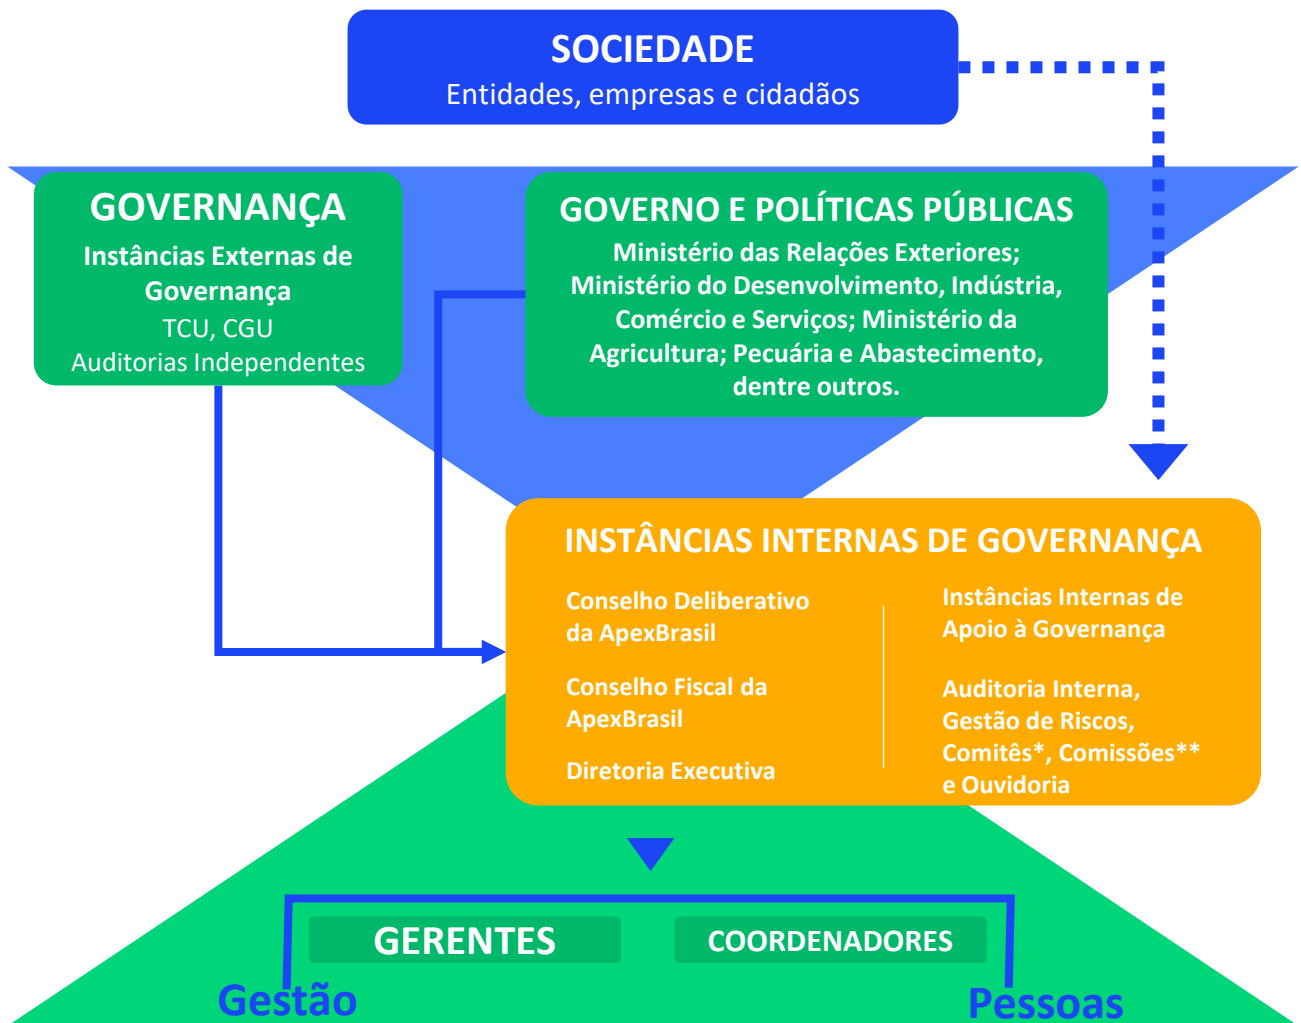 SOCIEDADE
Entidades, empresas e cidadãos
GOVERNANÇA
Instâncias Externas de
Governança
TCU, CGU
Auditorias Independentes
GOVERNO E POLÍTICAS PÚBLICAS
Ministério das Relações Exteriores;
Ministério do Desenvolvimento, Indústria,
Comércio e Serviços; Ministério da
Agricultura; Pecuária e Abastecimento,
dentre outros.
INSTÂNCIAS INTERNAS DE GOVERNANÇA
Conselho Deliberativo
da ApexBrasil
Conselho Fiscal da
ApexBrasil
Diretoria Executiva
Instâncias Internas de
Apoio à Governança
Auditoria Interna,
Gestão de Riscos,
Comitês*, Comissões**
e Ouvidoria
GERENTES
COORDENADORES
Gestão
Pessoas